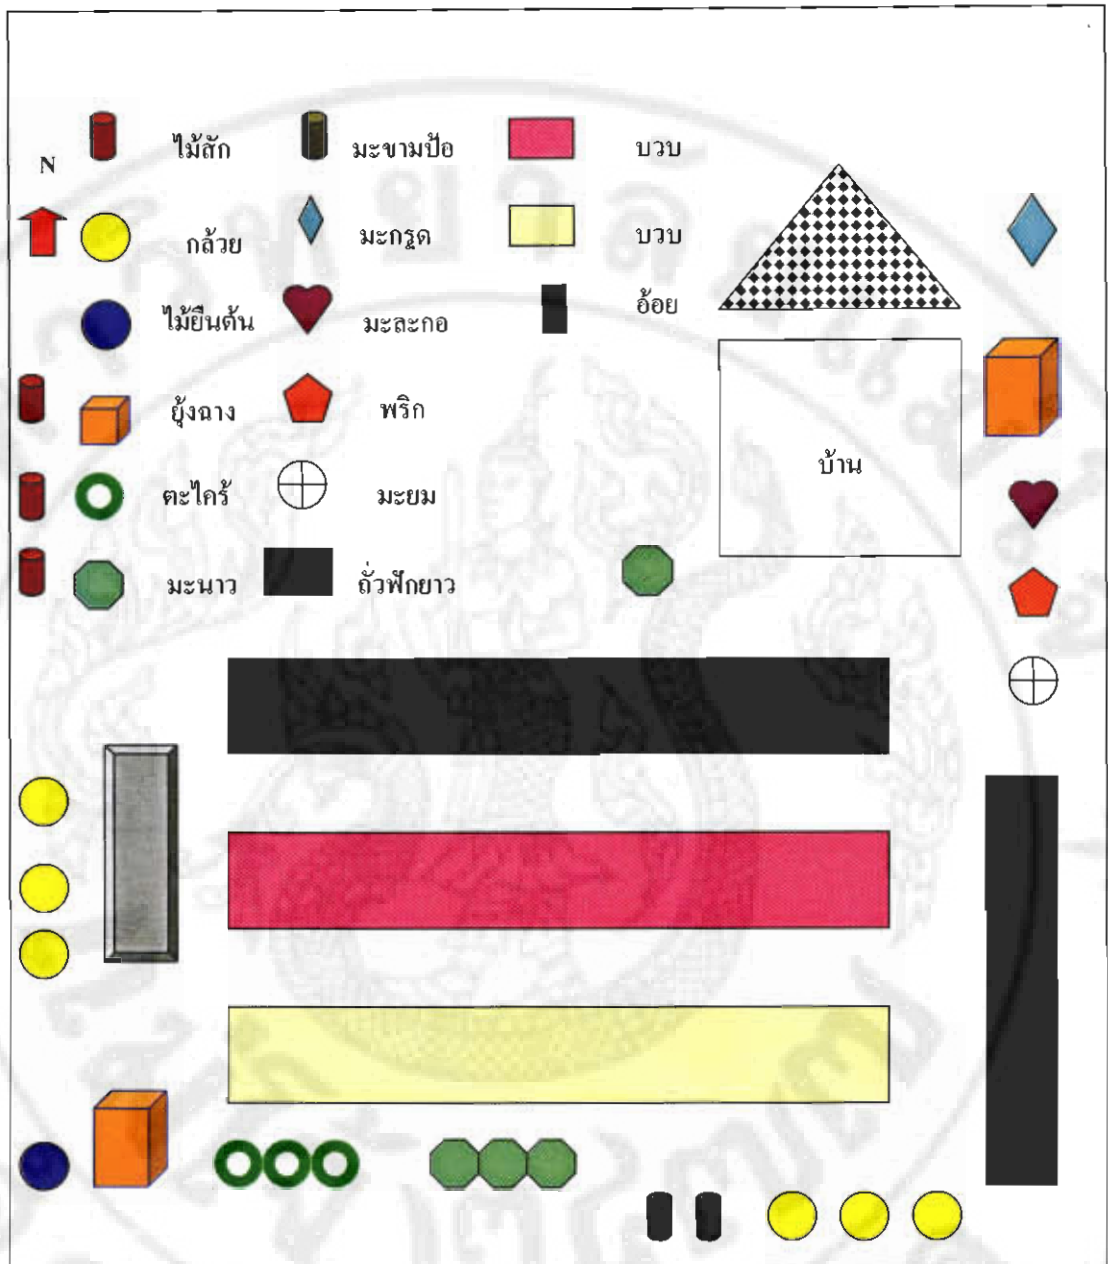 ไม้สัก มะขามป้อ บวบ
N
กล้วย มะกรูด บวบ
ไม้ยืนต้น มะละกอ อ้อย
ยุ้งฉาง พริก
บ้าน
ตะไคร้ มะยม
มะนาว ถั่วฟักยาว